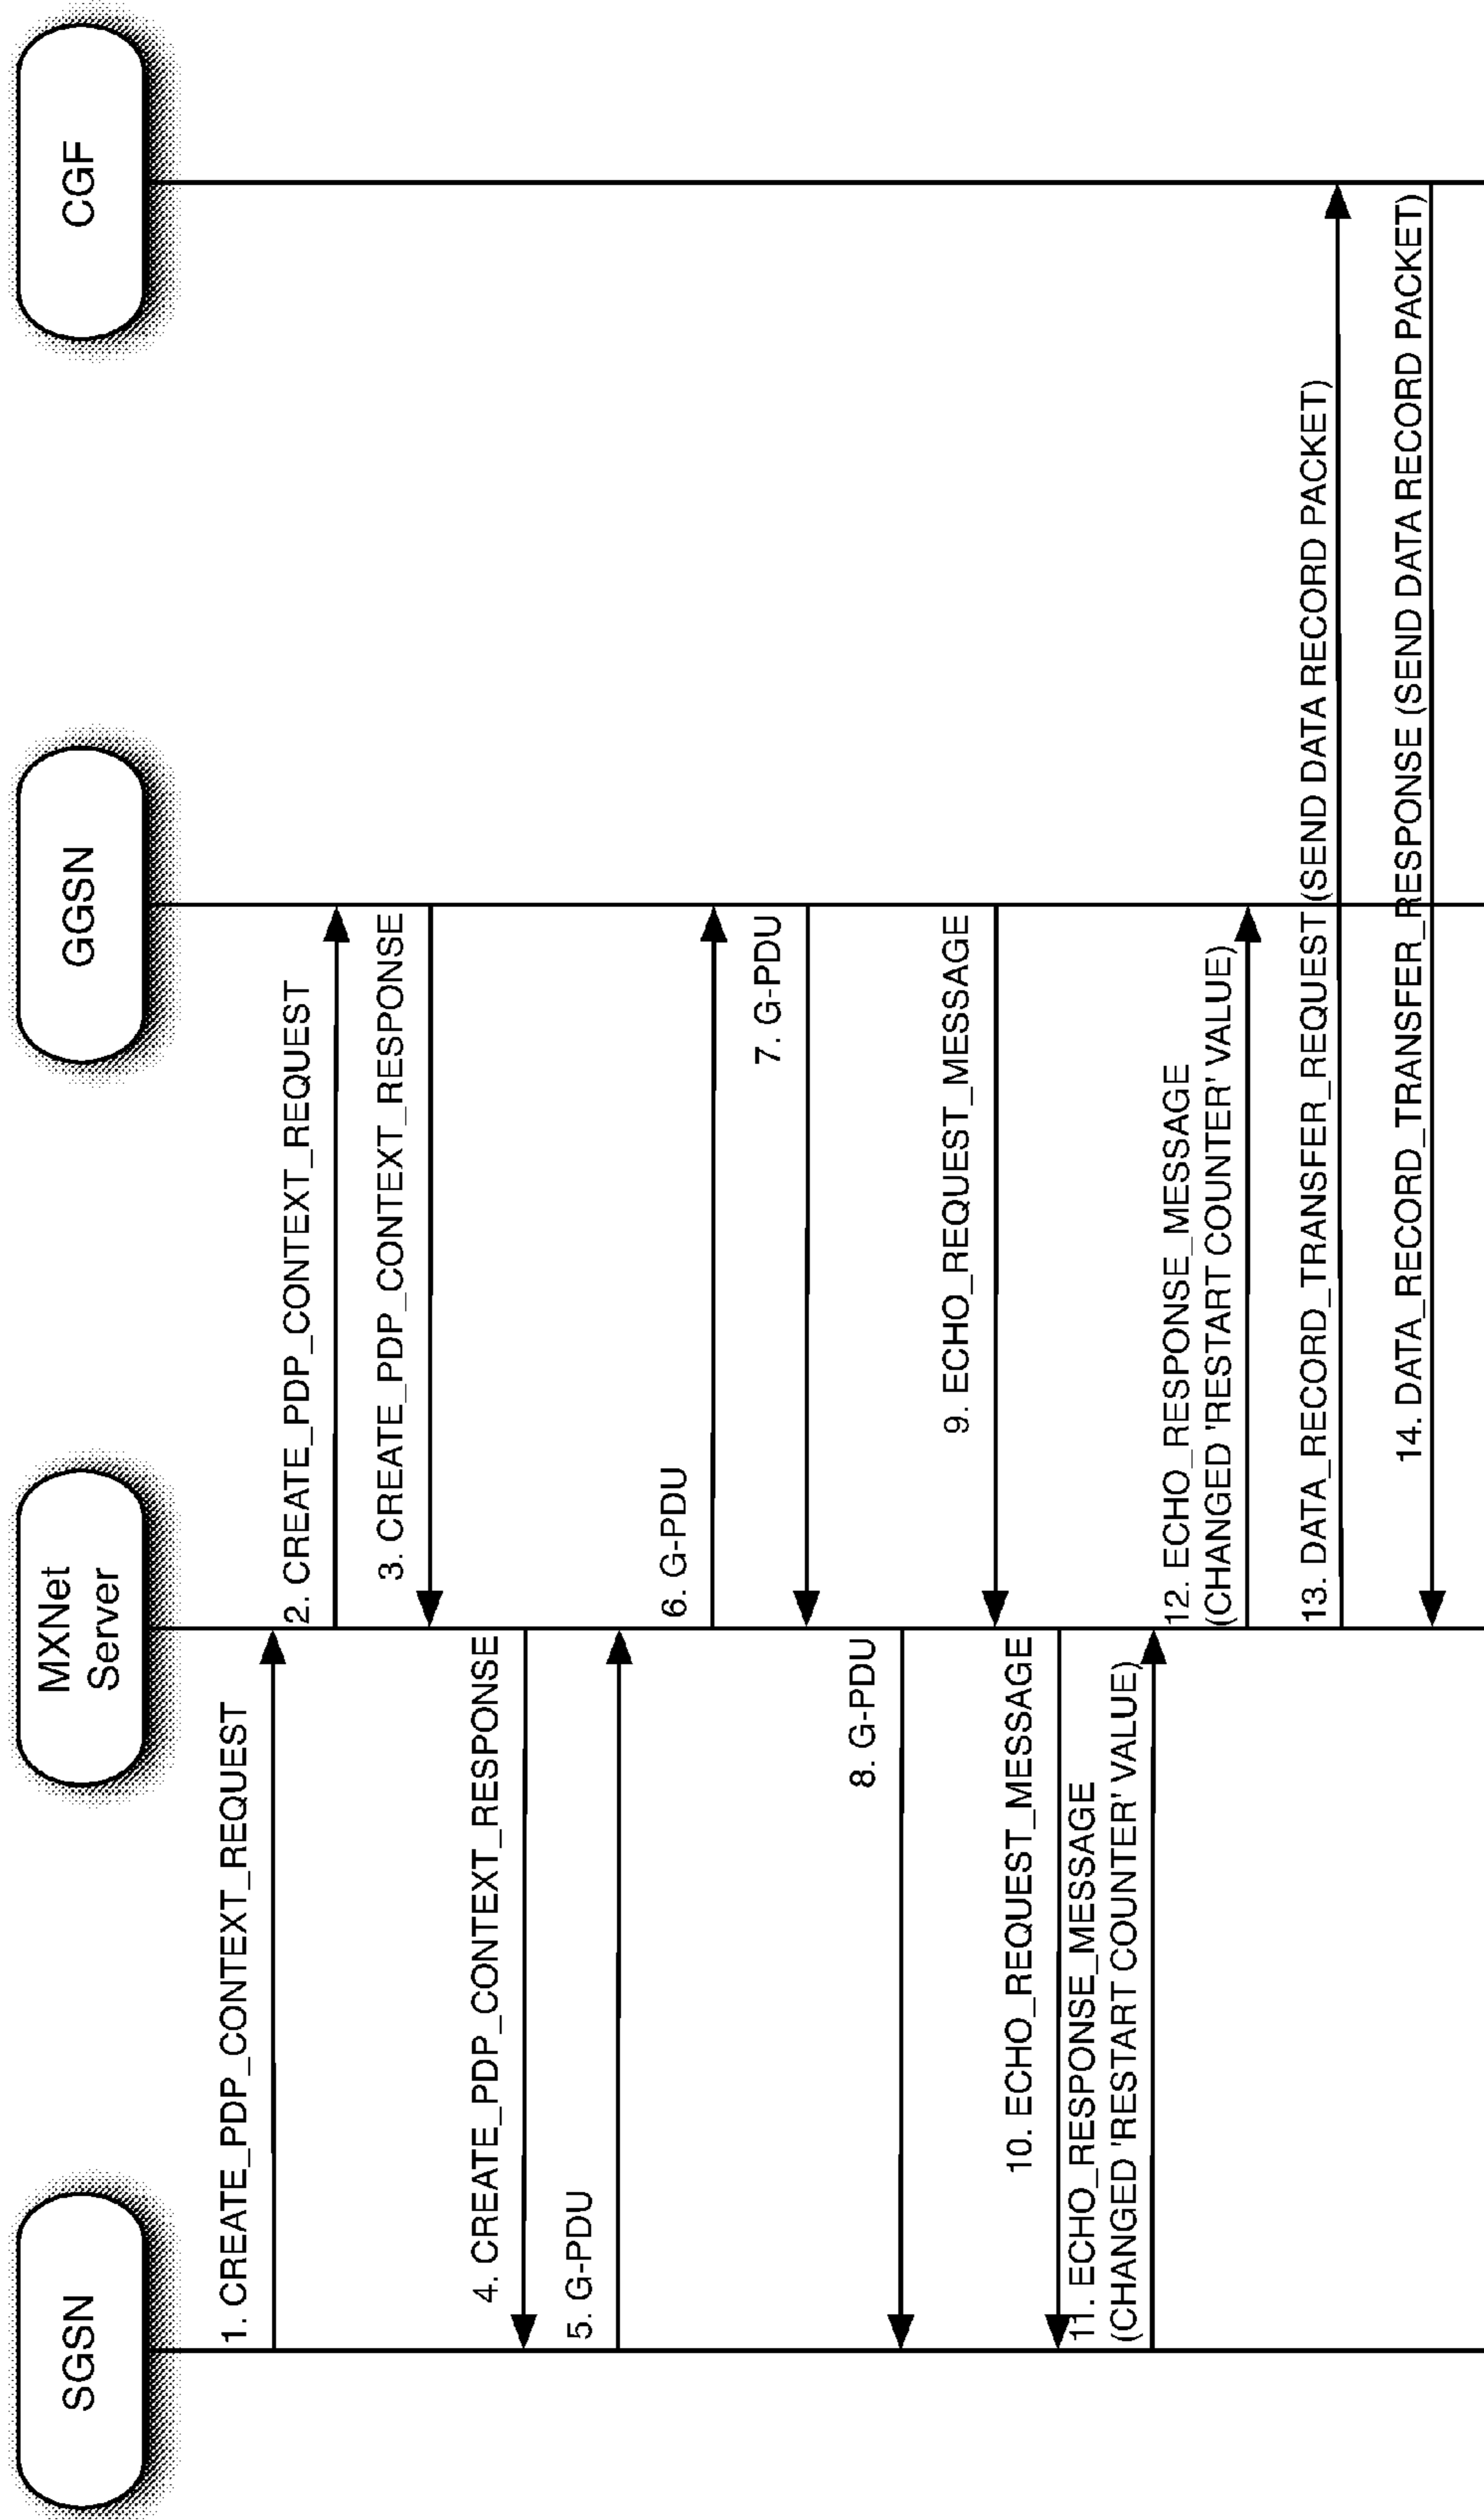 SGSN
MXNet
Server
GGSN
CGF
1. CREATE_PDP_CONTEXT_REQUEST
2. CREATE_PDP_CONTEXT_REQUEST
3. CREATE_PDP_CONTEXT_RESPONSE
4. CREATE_PDP_CONTEXT_RESPONSE
5. G-PDU
6. G-PDU
7. G-PDU
8. G-PDU
9. ECHO_REQUEST_MESSAGE
10. ECHO_REQUEST_MESSAGE
11. ECHO_RESPONSE_MESSAGE
(CHANGED 'RESTART COUNTER' VALUE)
12. ECHO_RESPONSE_MESSAGE
(CHANGED 'RESTART COUNTER' VALUE)
13. DATA_RECORD_TRANSFER_REQUEST (SEND DATA RECORD PACKET)
14. DATA_RECORD_TRANSFER_RESPONSE (SEND DATA RECORD PACKET)